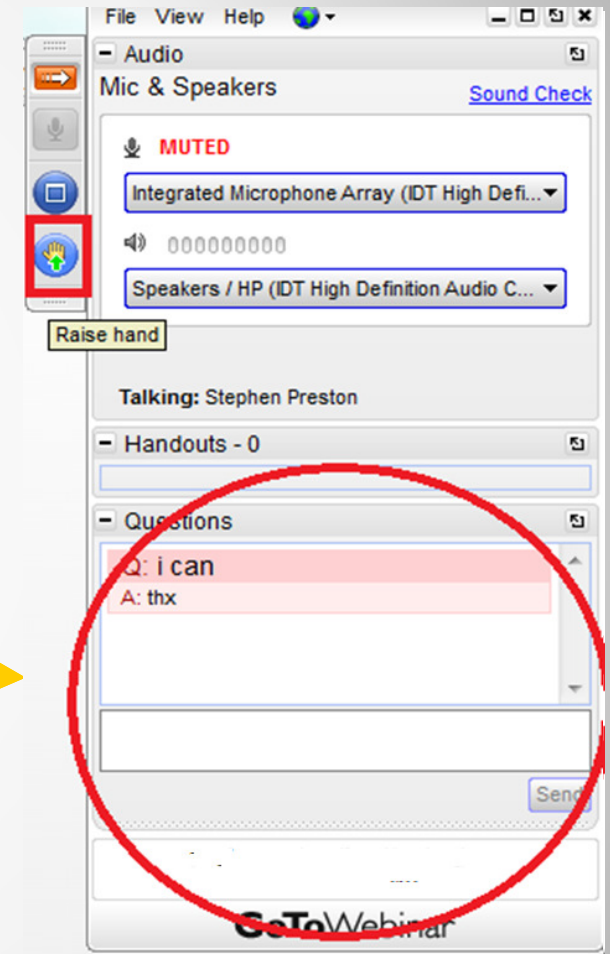 File View Help
Audio
Mic & Speakers
Sound Check
MUTED
Integrated Microphone Array (IDT High Defi...
000000000
Speakers / HP (IDT High Definition Audio C...
Raise hand
Talking: Stephen Preston
Handouts - 0
Questions
Q: i can
A: thx
Send
GoToWebinar